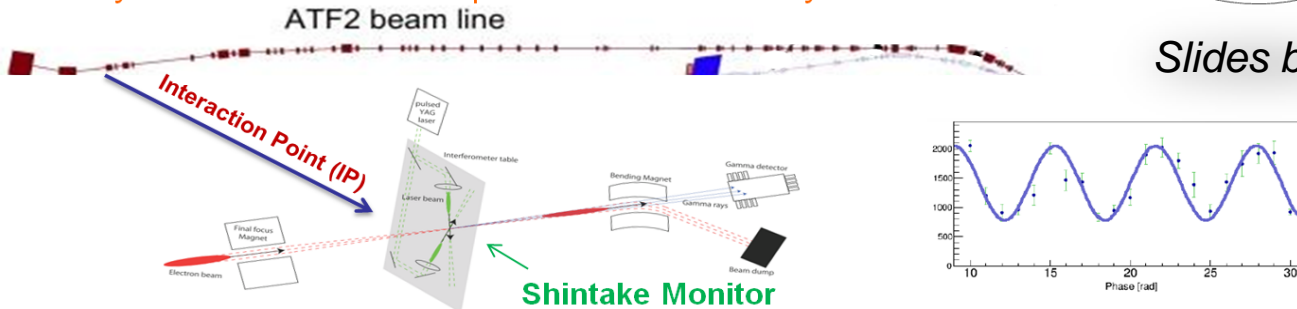 ATF2 beam line
Slides b
Interaction Point (IP)
pulsed
YAG
laser
Interferometer table
Laser beam
Final focus
Magnet
Electron beam
Bending Magnet
Gamma detector
Gamma rays
Beam dump
Shintake Monitor
2000
1500
1000
500
0
10 15 20 25 30
Phase [rad]